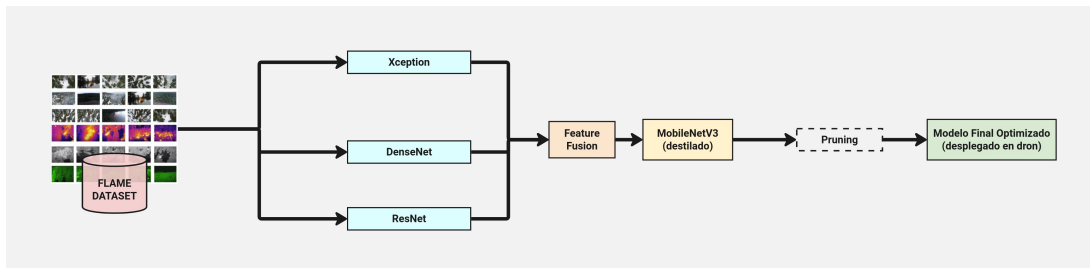 FLAME
DATASET
Xception
DenseNet
ResNet
Feature
Fusion
MobileNetV3
(destilado)
Pruning
Modelo Final Optimizado
(desplegado en dron)